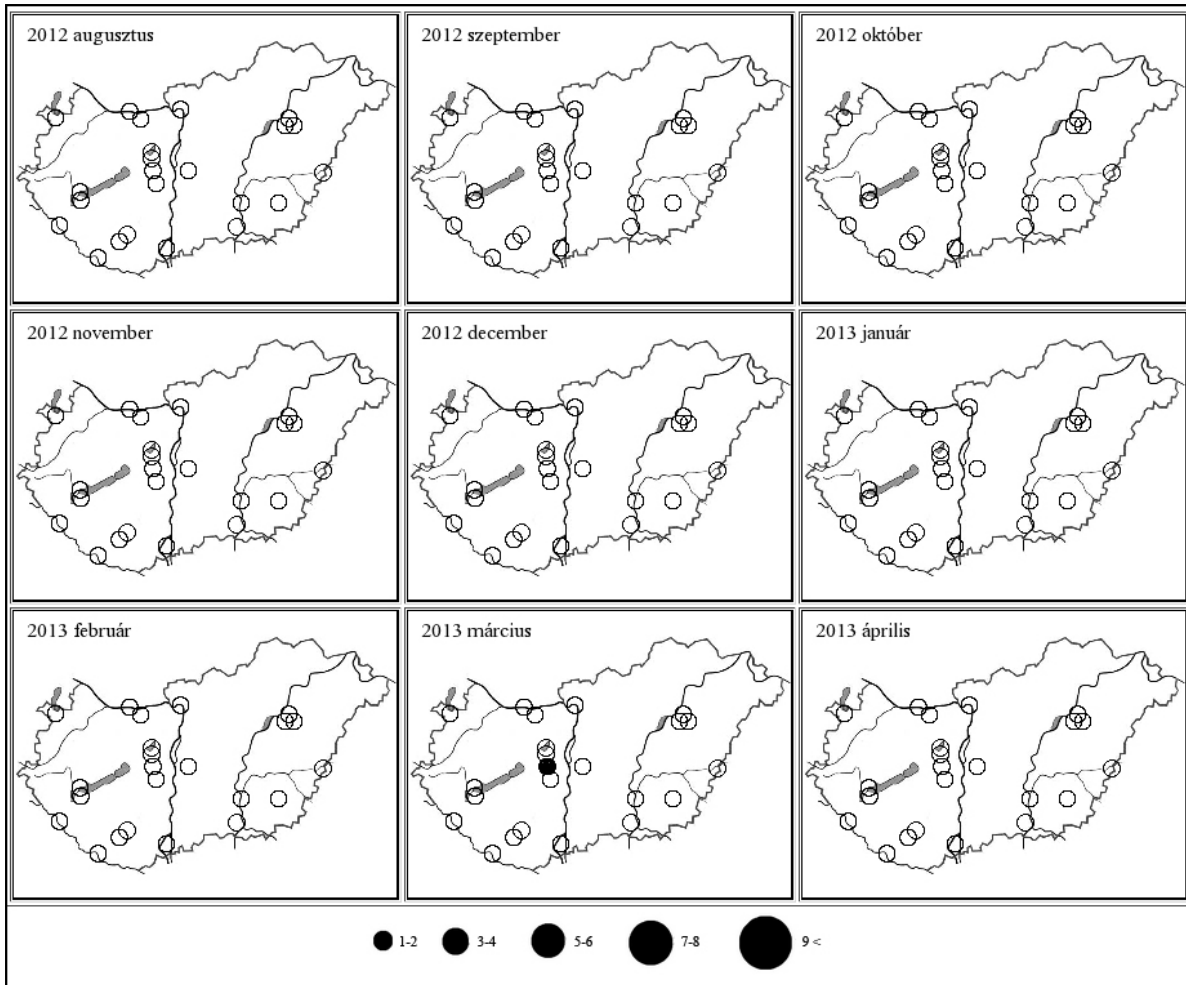 2012 augusztus
2012 szeptember
2012 október
2012 november
2012 december
2013 január
2013 február
2013 március
2013 április
1-2 3-4 5-6 7-8 9 <